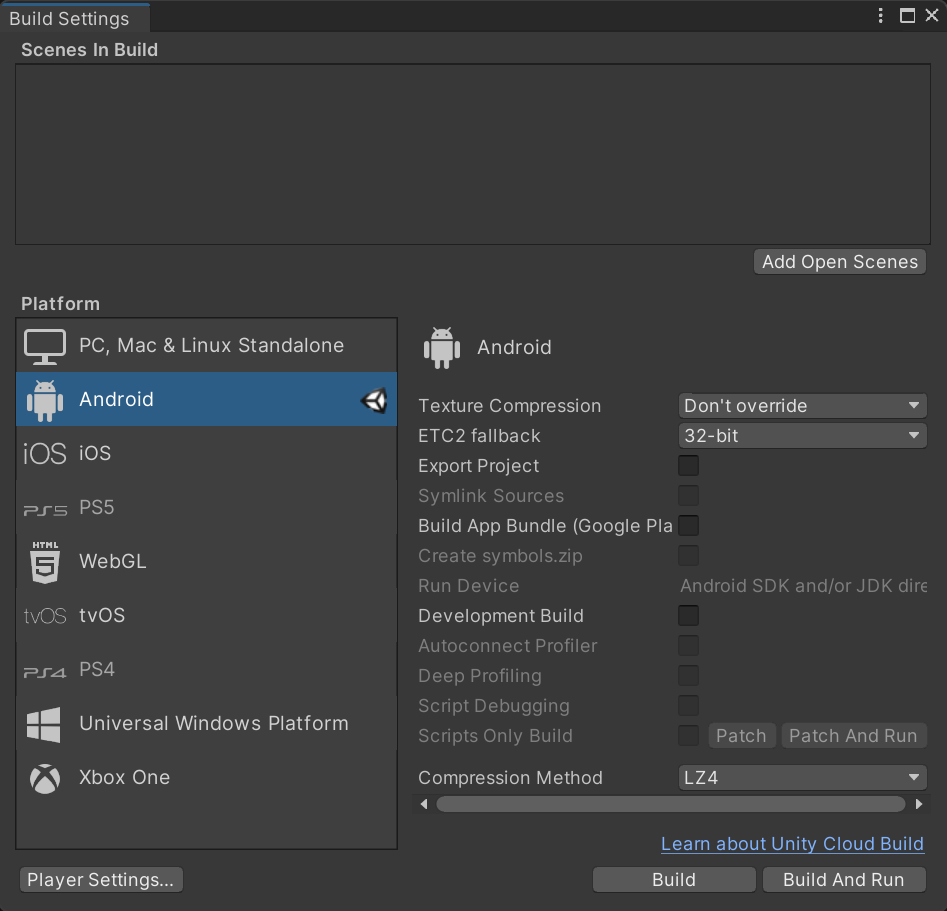 Build Settings
Scenes In Build
Add Open Scenes
Platform
PC, Mac & Linux Standalone
Android
iOS iOS
PS5 PS5
HTML
5 WebGL
tvOS tvOS
PS4 PS4
Universal Windows Platform
Xbox One
Android
Texture Compression Don't override
ETC2 fallback 32-bit
Export Project
Symlink Sources
Build App Bundle (Google Pla
Create symbols.zip
Run Device Android SDK and/or JDK dire
Development Build
Autoconnect Profiler
Deep Profiling
Script Debugging
Scripts Only Build Patch Patch And Run
Compression Method LZ4
Learn about Unity Cloud Build
Player Settings... Build Build And Run